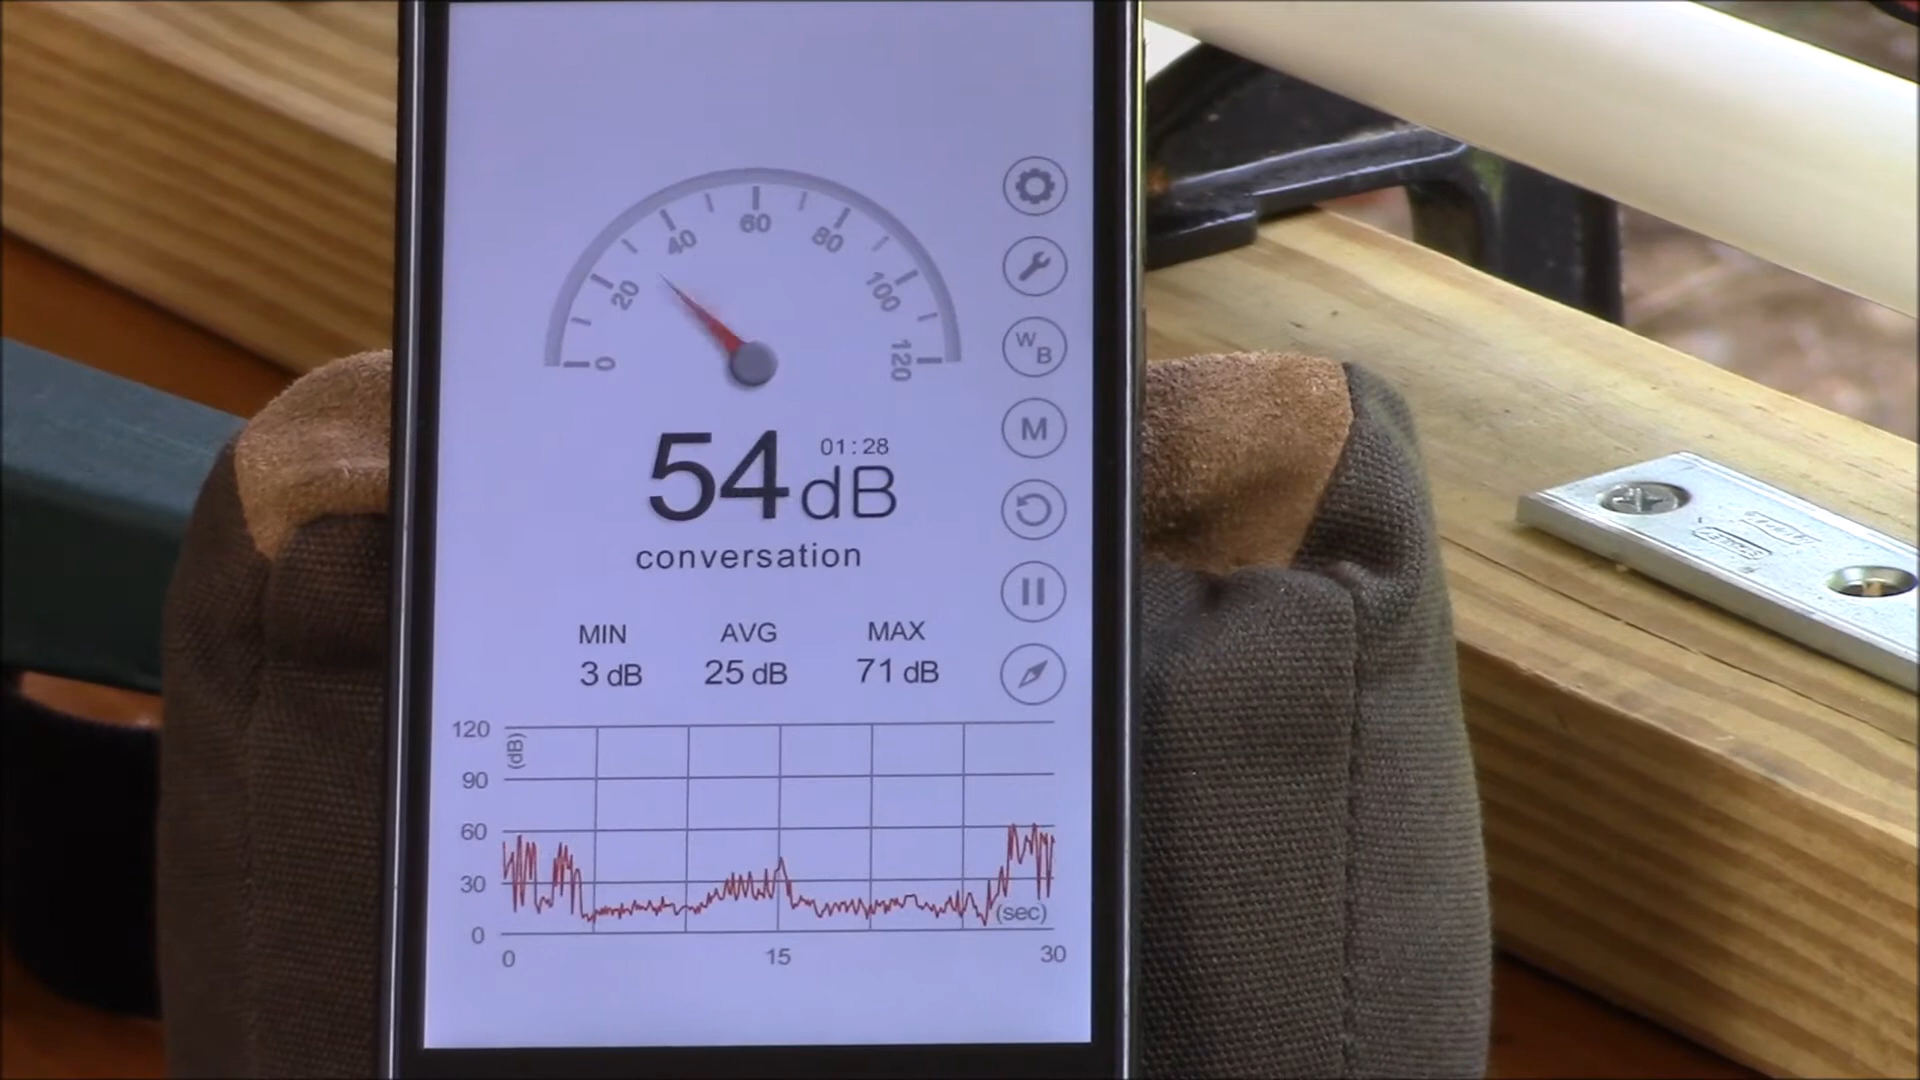 0 20 40 60 80 100 120
W B
M
01:28
54 dB
conversation
MIN AVG MAX
3 dB 25 dB 71 dB
120
(dB)
90
60
30
0
(sec)
0 15 30
STANLEY